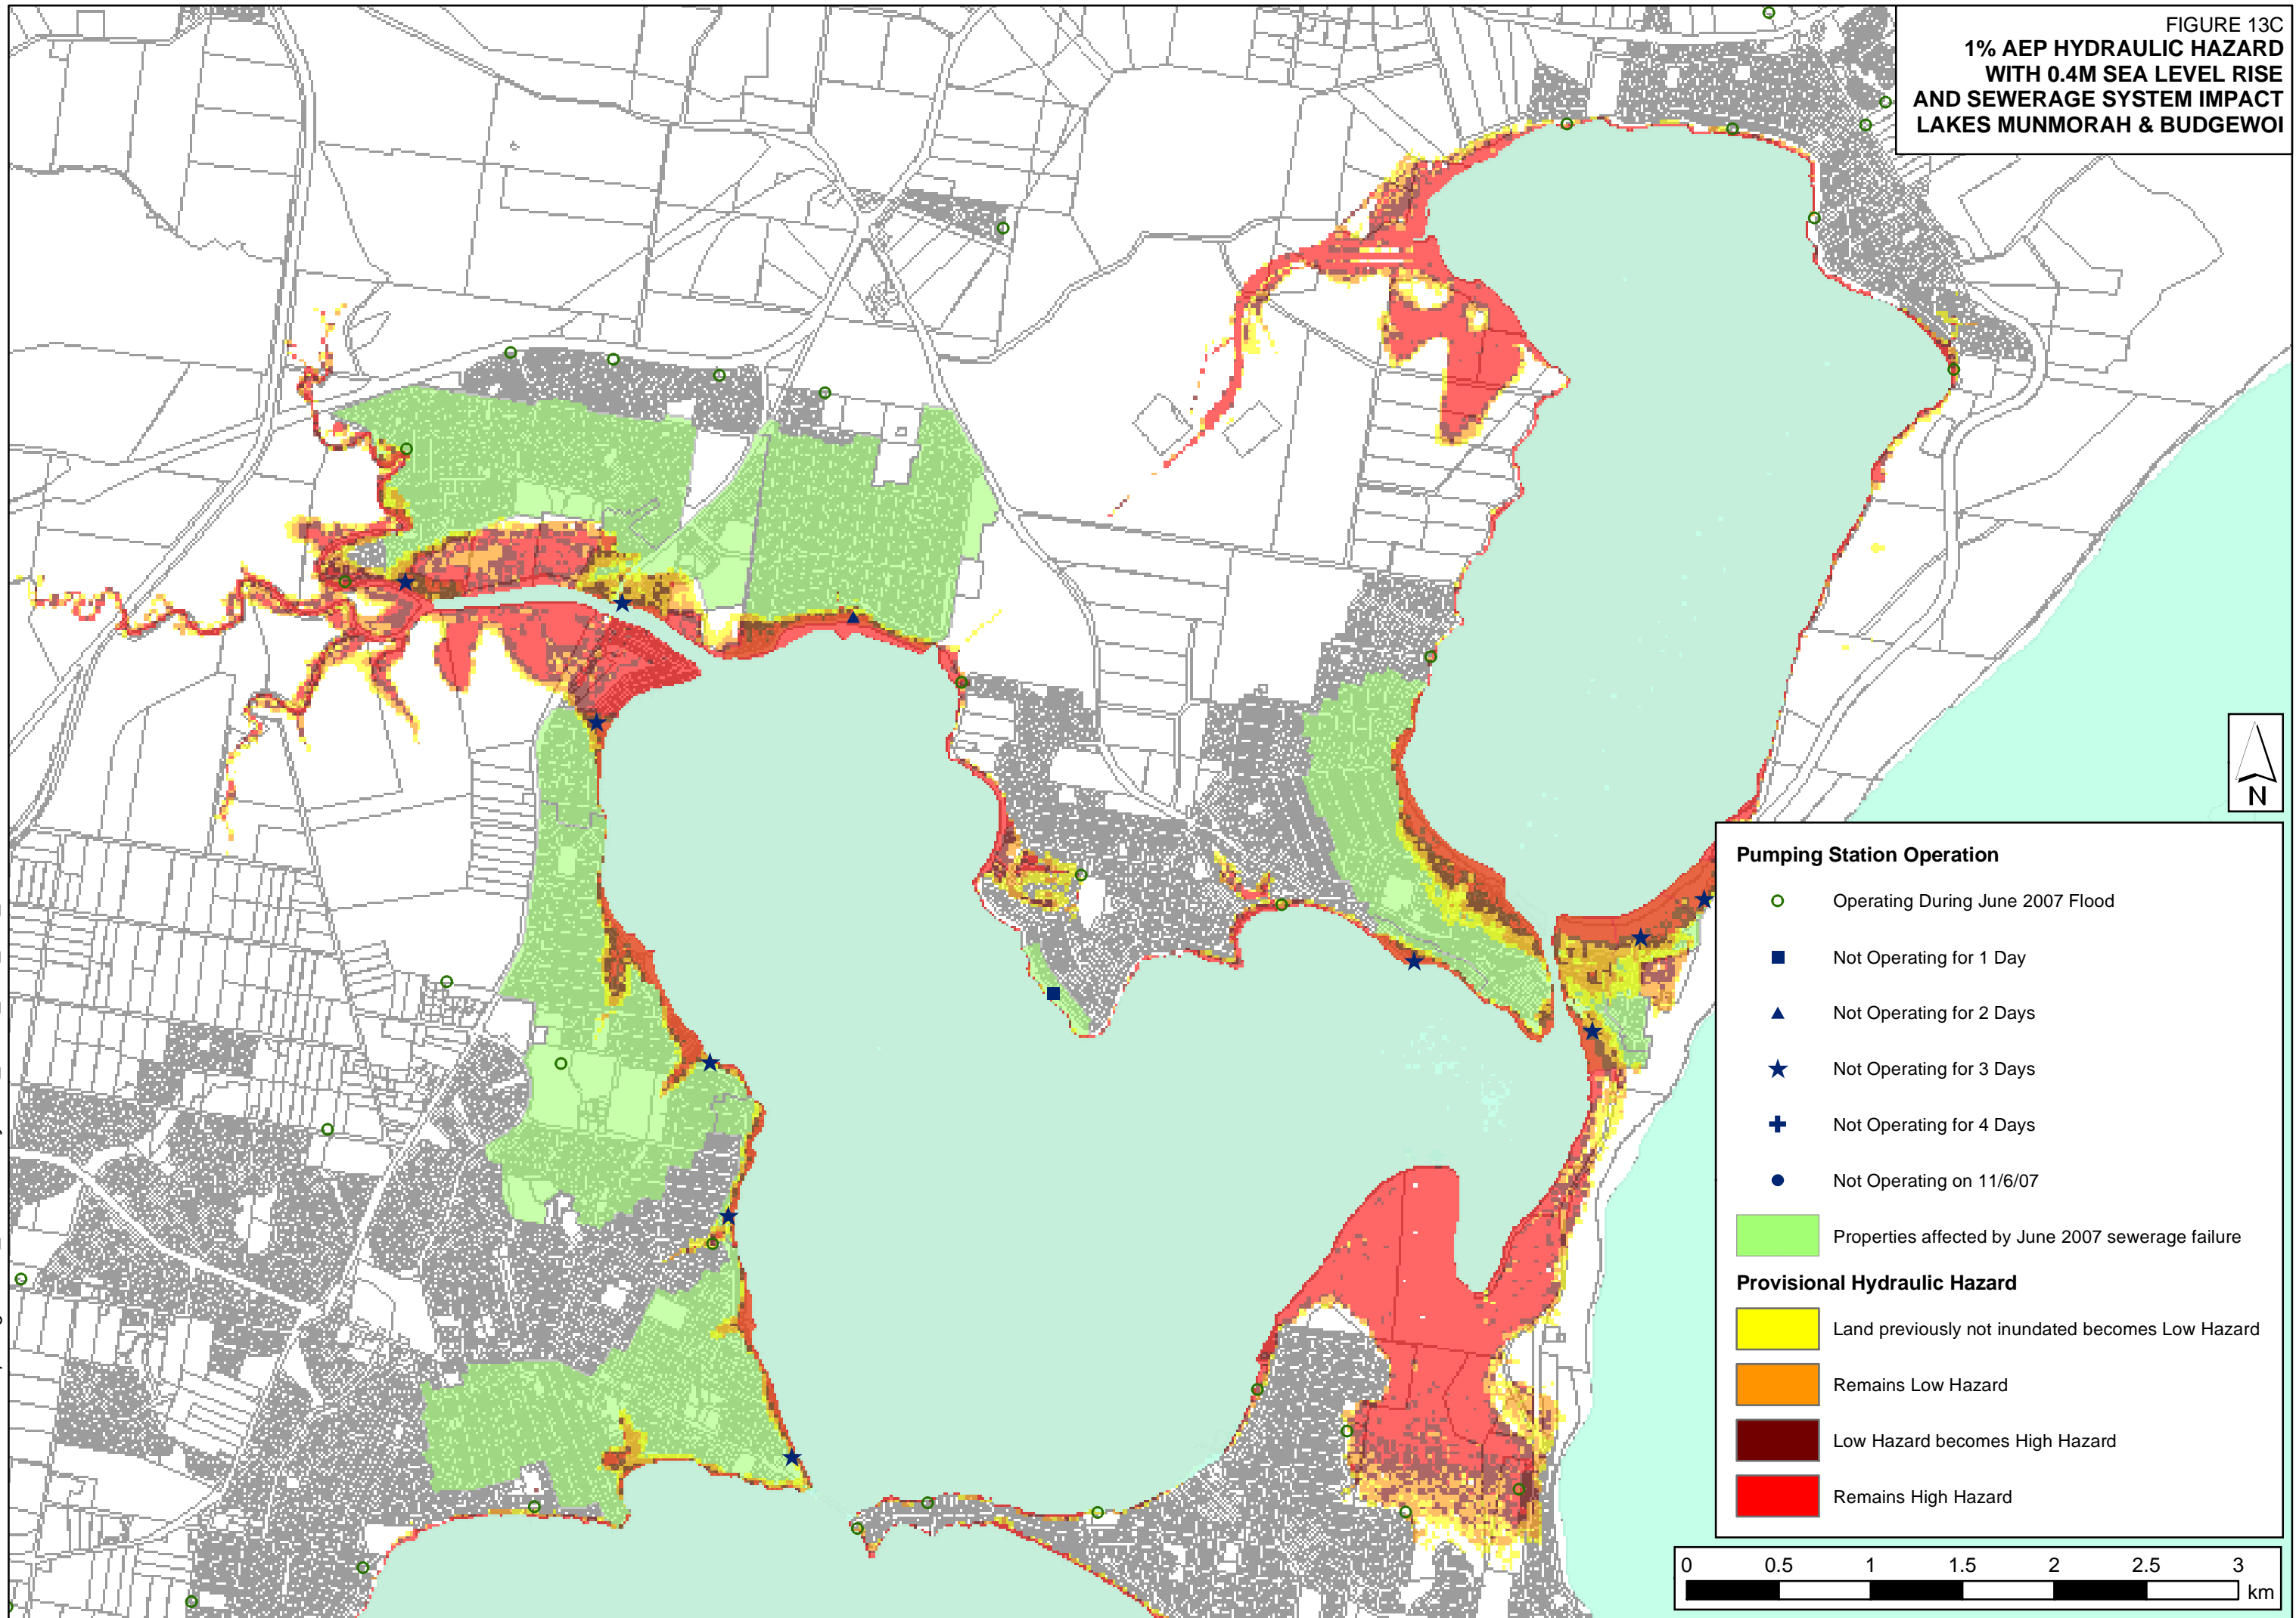 FIGURE 13C
1% AEP HYDRAULIC HAZARD
WITH 0.4M SEA LEVEL RISE
AND SEWERAGE SYSTEM IMPACT
LAKES MUNMORAH & BUDGEWOI
N
Pumping Station Operation
Operating During June 2007 Flood
Not Operating for 1 Day
Not Operating for 2 Days
Not Operating for 3 Days
Not Operating for 4 Days
Not Operating on 11/6/07
Properties affected by June 2007 sewerage failure
Provisional Hydraulic Hazard
Land previously not inundated becomes Low Hazard
Remains Low Hazard
Low Hazard becomes High Hazard
Remains High Hazard
0 0.5 1 1.5 2 2.5 3
km